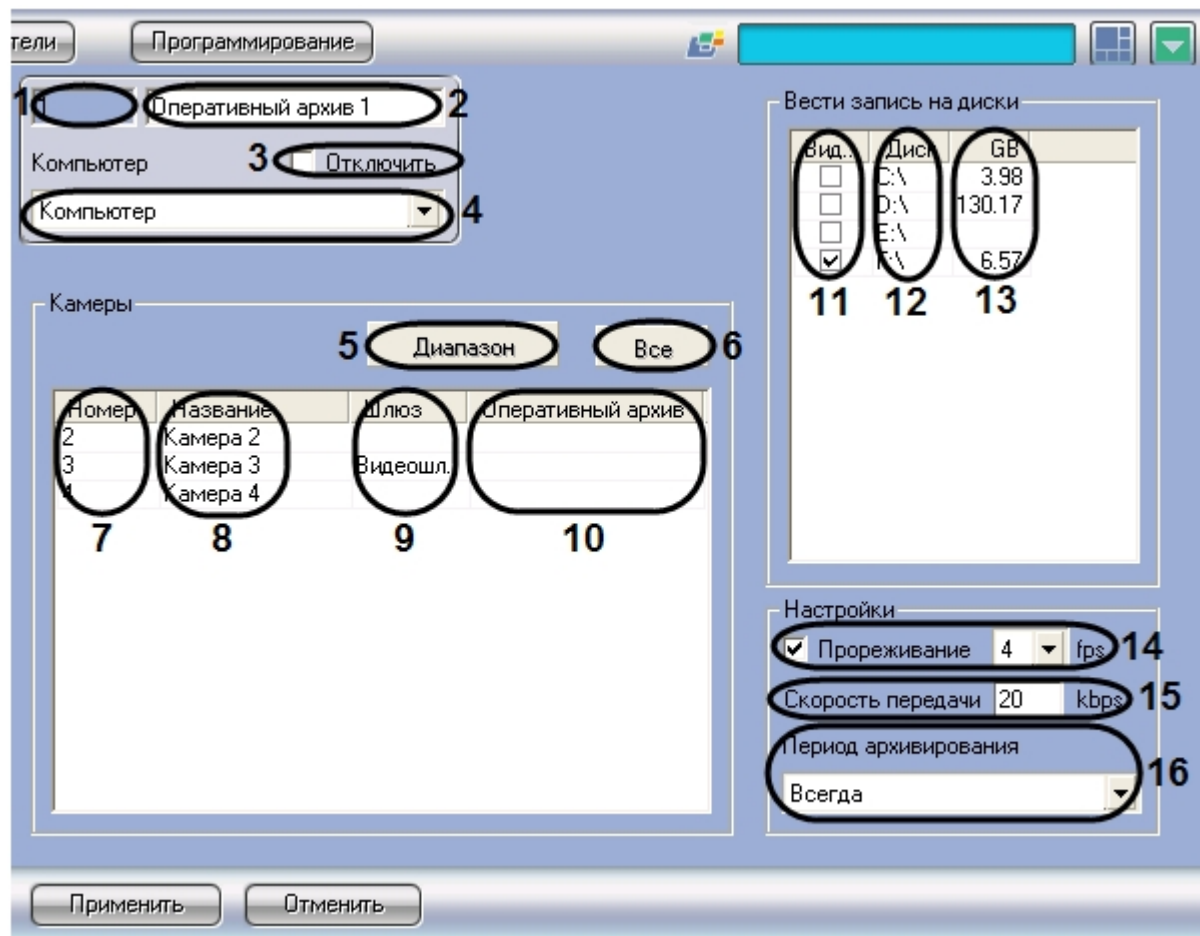 тели Программирование
1 1 Оперативный архив 1 2
Компьютер 3 Отключить
Компьютер 4
Камеры
5 Диапазон Все 6
Номер Название Шлюз Оперативный архив
2 Камера 2
3 Камера 3 Видеошл.
4 Камера 4
7 8 9 10
Вести запись на диски
Вид.. Диск GB
C:\ 3.98
D:\ 130.17
E:\
F:\ 6.57
11 12 13
Настройки
Прореживание 4 fps 14
Скорость передачи 20 kbps 15
Период архивирования
Всегда 16
Применить Отменить